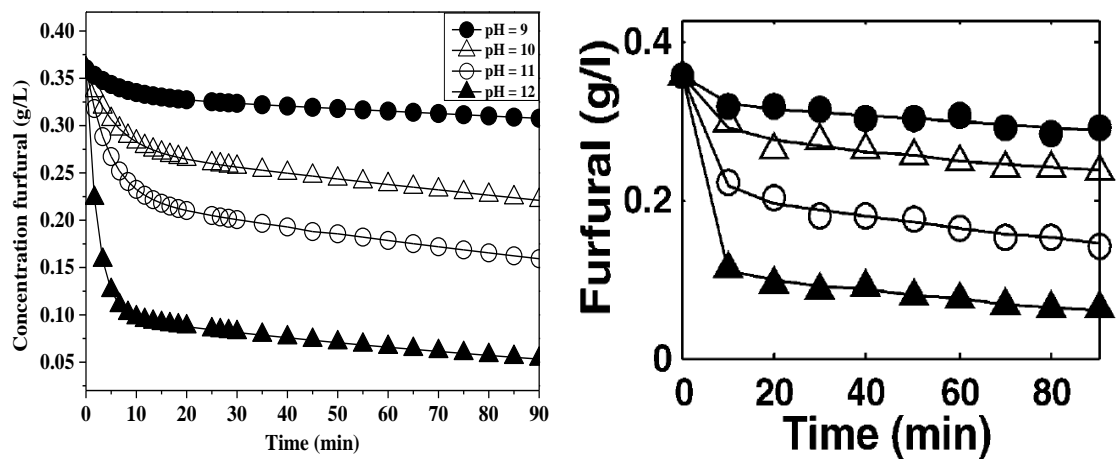 pH = 9
pH = 10
pH = 11
pH = 12
Concentration furfural (g/L)
0.40
0.35
0.30
0.25
0.20
0.15
0.10
0.05
0 10 20 30 40 50 60 70 80 90
Time (min)
Furfural (g/l)
0.4
0.2
0
0 20 40 60 80
Time (min)